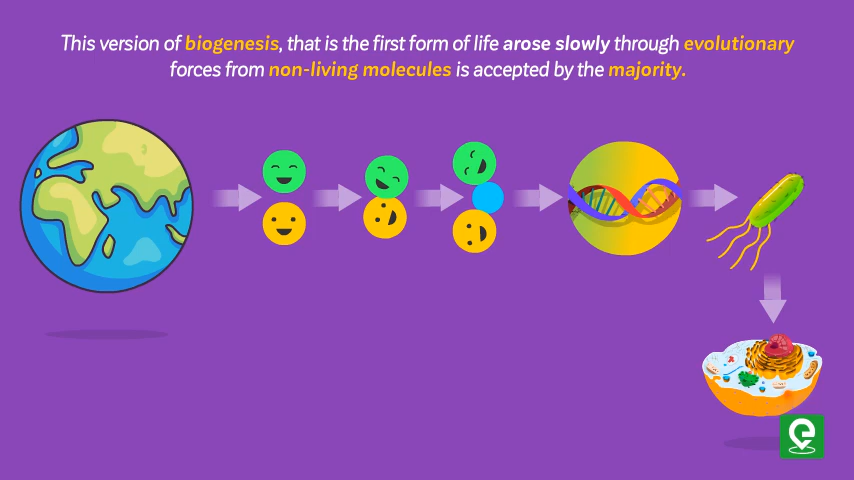 This version of biogenesis, that is the first form of life arose slowly through evolutionary
forces from non-living molecules is accepted by the majority.